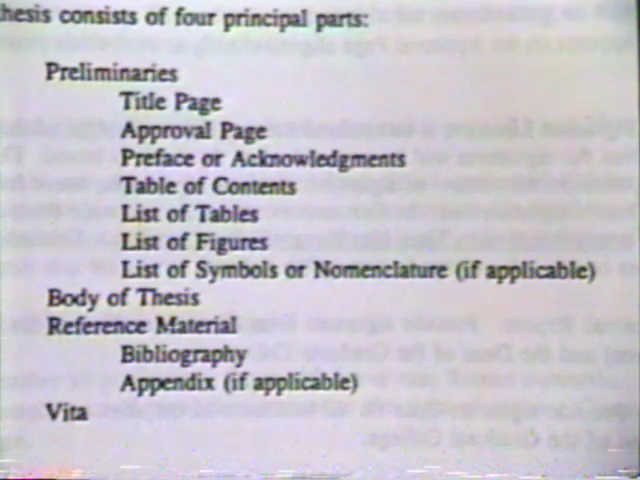 hesis consists of four principal parts:
Preliminaries
Title Page
Approval Page
Preface or Acknowledgments
Table of Contents
List of Tables
List of Figures
List of Symbols or Nomenclature (if applicable)
Body of Thesis
Reference Material
Bibliography
Appendix (if applicable)
Vita